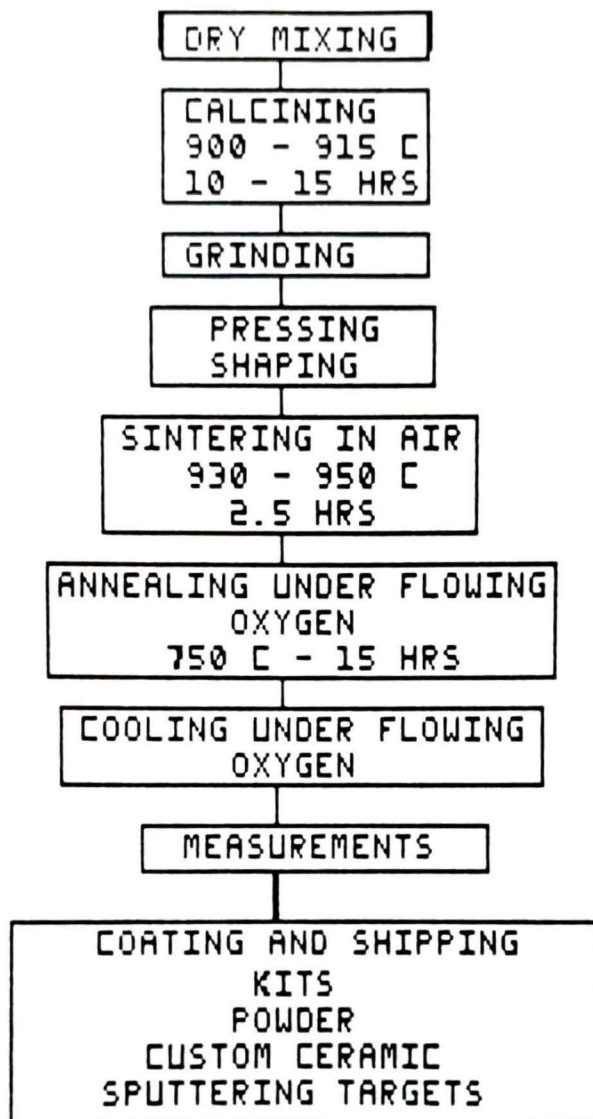 DRY MIXING
CALCINING
900 - 915 C
10 - 15 HRS
GRINDING
PRESSING
SHAPING
SINTERING IN AIR
930 - 950 C
2.5 HRS
ANNEALING UNDER FLOWING
OXYGEN
750 C - 15 HRS
COOLING UNDER FLOWING
OXYGEN
MEASUREMENTS
COATING AND SHIPPING
KITS
POWDER
CUSTOM CERAMIC
SPUTTERING TARGETS